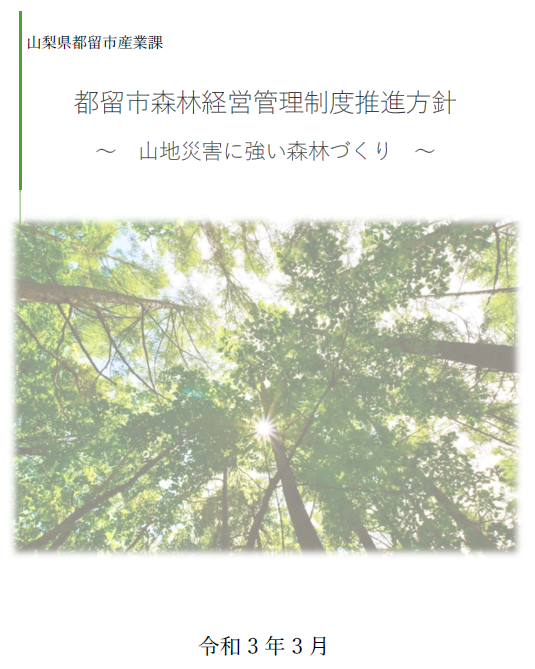 山梨県都留市産業課
都留市森林経営管理制度推進方針
～　山地災害に強い森林づくり　～
令和 3 年 3 月